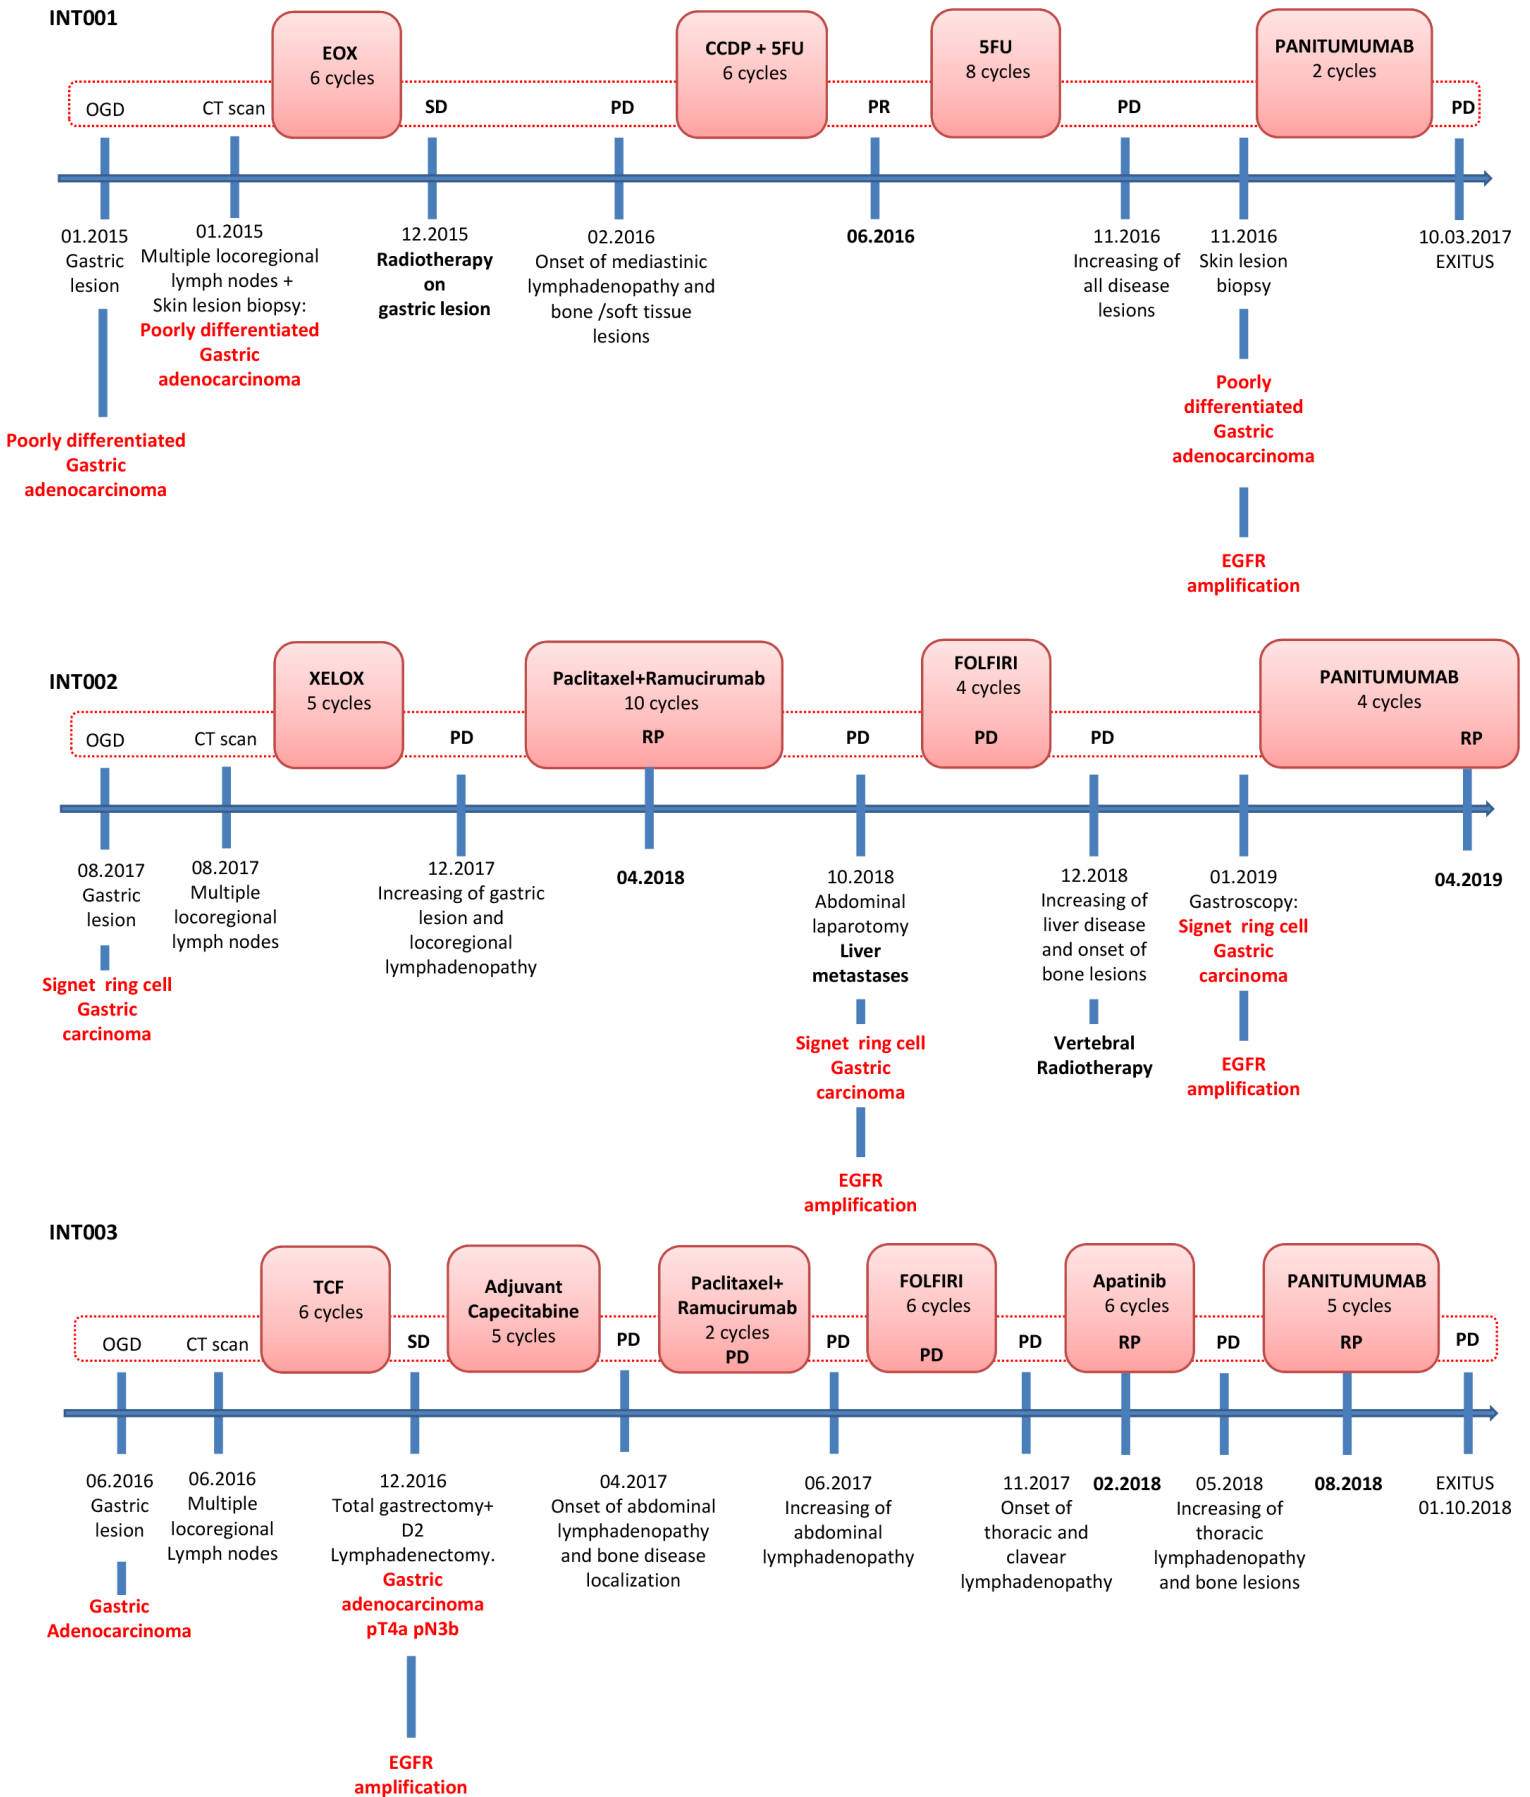 INT001
EOX
6 cycles
CCDP + 5FU
6 cycles
5FU
8 cycles
PANITUMUMAB
2 cycles
OGD
CT scan
SD
PD
PR
PD
PD
01.2015
Gastric
lesion
Poorly differentiated
Gastric
adenocarcinoma
01.2015
Multiple locoregional
lymph nodes +
Skin lesion biopsy:
Poorly differentiated
Gastric
adenocarcinoma
12.2015
Radiotherapy
on
gastric lesion
02.2016
Onset of mediastinic
lymphadenopathy and
bone /soft tissue
lesions
06.2016
11.2016
Increasing of
all disease
lesions
11.2016
Skin lesion
biopsy
Poorly
differentiated
Gastric
adenocarcinoma
EGFR
amplification
10.03.2017
EXITUS
INT002
XELOX
5 cycles
Paclitaxel+Ramucirumab
10 cycles
RP
FOLFIRI
4 cycles
PD
PANITUMUMAB
4 cycles
RP
OGD
CT scan
PD
PD
PD
08.2017
Gastric
lesion
Signet ring cell
Gastric
carcinoma
08.2017
Multiple
locoregional
lymph nodes
12.2017
Increasing of gastric
lesion and
locoregional
lymphadenopathy
04.2018
10.2018
Abdominal
laparotomy
Liver
metastases
Signet ring cell
Gastric
carcinoma
EGFR
amplification
12.2018
Increasing of
liver disease
and onset of
bone lesions
Vertebral
Radiotherapy
01.2019
Gastroscopy:
Signet ring cell
Gastric
carcinoma
EGFR
amplification
04.2019
INT003
TCF
6 cycles
Adjuvant
Capecitabine
5 cycles
Paclitaxel+
Ramucirumab
2 cycles
PD
FOLFIRI
6 cycles
PD
Apatinib
6 cycles
RP
PANITUMUMAB
5 cycles
RP
OGD
CT scan
SD
PD
PD
PD
PD
PD
06.2016
Gastric
lesion
Gastric
Adenocarcinoma
06.2016
Multiple
locoregional
Lymph nodes
12.2016
Total gastrectomy+
D2
Lymphadenectomy.
Gastric
adenocarcinoma
pT4a pN3b
EGFR
amplification
04.2017
Onset of abdominal
lymphadenopathy
and bone disease
localization
06.2017
Increasing of
abdominal
lymphadenopathy
11.2017
Onset of
thoracic and
clavear
lymphadenopathy
02.2018
05.2018
Increasing of
thoracic
lymphadenopathy
and bone lesions
08.2018
EXITUS
01.10.2018